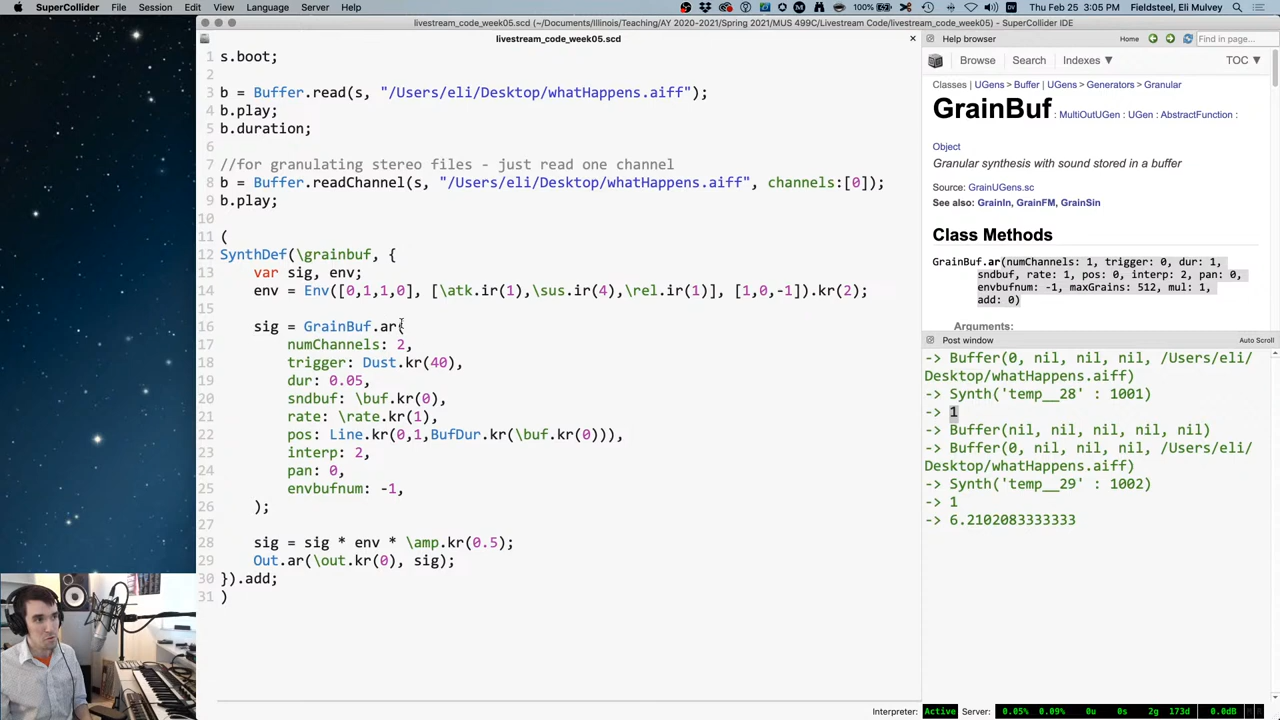 SuperCollider File Session Edit View Language Help
Thu Feb 25 3:05 PM Fieldsteel, Eli Mulvey
livestream_code_week05.scd (~/Documents/Illinois/Teaching/AY 2020-2021/Spring 2021/MUS 499C/Livestream Code/livestream_code_week05) - SuperCollider IDE
livestream_code_week05.scd
1 s.boot;
2
3 b = Buffer.read(s, "/Users/eli/Desktop/whatHappens.aiff");
4 b.play;
5 b.duration;
6
7 //for granulating stereo files - just read one channel
8 b = Buffer.readChannel(s, "/Users/eli/Desktop/whatHappens.aiff", channels:[0]);
9 b.play;
10
11 (
12 SynthDef(\grainbuf, {
13 var sig, env;
14 env = Env([0,1,1,0], [\atk.ir(1),\sus.ir(4),\rel.ir(1)], [1,0,-1]).kr(2);
15
16 sig = GrainBuf.ar(
17 numChannels: 2,
18 trigger: Dust.kr(40),
19 dur: 0.05,
20 sndbuf: \buf.kr(0),
21 rate: \rate.kr(1),
22 pos: Line.kr(0,1,BufDur.kr(\buf.kr(0))),
23 interp: 2,
24 pan: 0,
25 envbufnum: -1,
26 );
27
28 sig = sig * env * \amp.kr(0.5);
29 Out.ar(\out.kr(0), sig);
30 }).add;
31 )
Help browser Home Find in page...
Browse Search Indexes ▼ TOC ▼
Classes | UGens > Buffer | UGens > Generators > Granular
GrainBuf : MultiOutUGen : UGen : AbstractFunction :
Object
Granular synthesis with sound stored in a buffer
Source: GrainUGens.sc
See also: GrainIn, GrainFM, GrainSin
Class Methods
GrainBuf.ar(numChannels: 1, trigger: 0, dur: 1,
sndbuf, rate: 1, pos: 0, interp: 2, pan: 0,
envbufnum: -1, maxGrains: 512, mul: 1,
add: 0)
Arguments:
Post window Auto Scroll
-> Buffer(0, nil, nil, nil, /Users/eli/
Desktop/whatHappens.aiff)
-> Synth('temp__28' : 1001)
-> 1
-> Buffer(nil, nil, nil, nil, nil)
-> Buffer(0, nil, nil, nil, /Users/eli/
Desktop/whatHappens.aiff)
-> Synth('temp__29' : 1002)
-> 1
-> 6.2102083333333
Interpreter: Active Server: 0.05% 0.09% 0u 0s 2g 173d 0.0dB